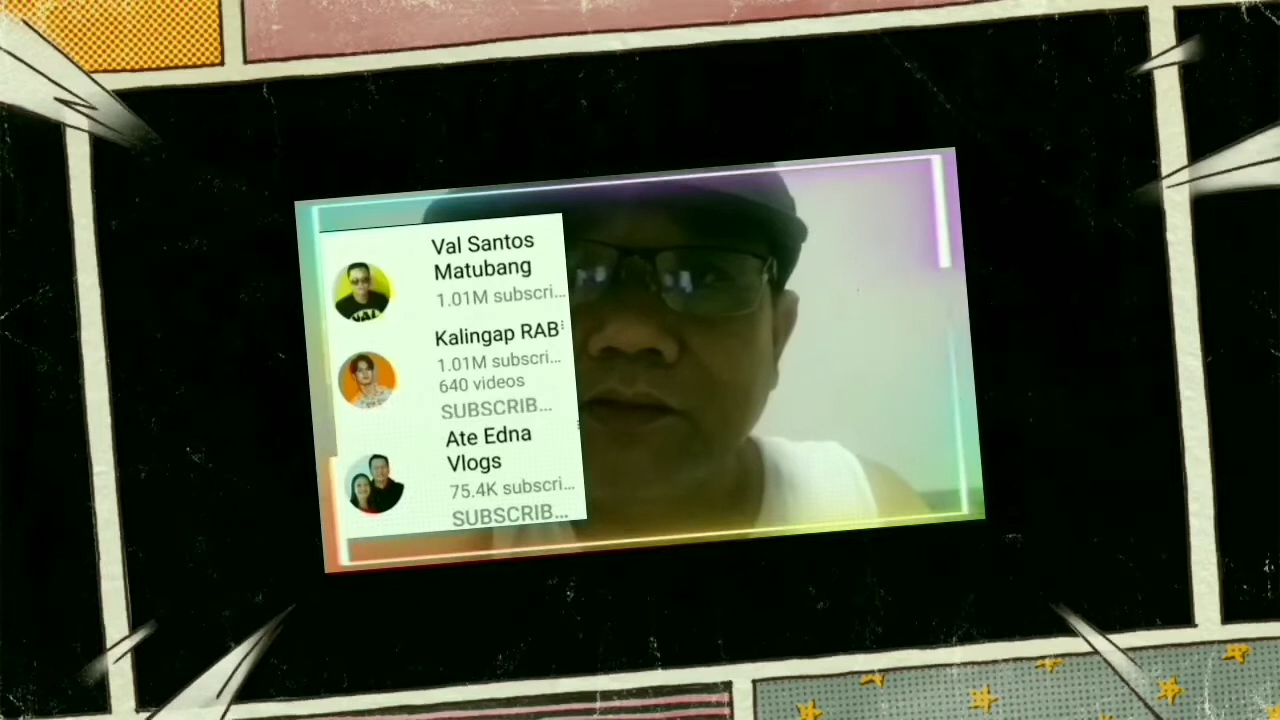 Val Santos
Matubang
1.01M subscri...
Kalingap RAB
1.01M subscri...
640 videos
SUBSCRIB...
Ate Edna
Vlogs
75.4K subscri...
SUBSCRIB...